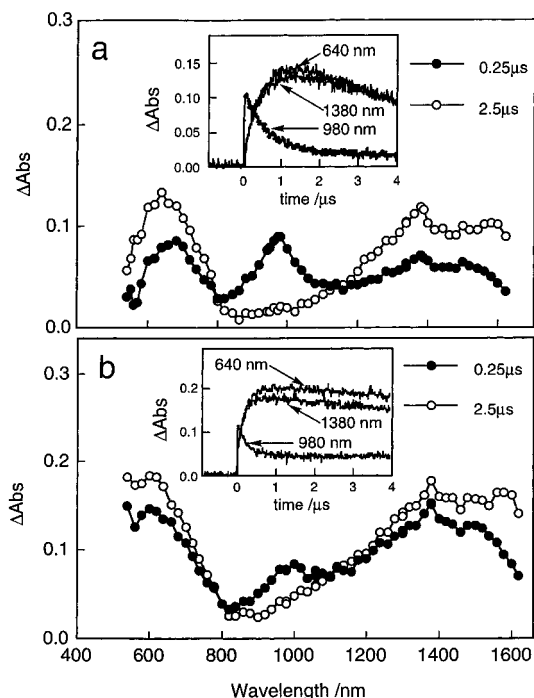 0.3
a
0.15
640 nm
0.25µs
ΔAbs
0.10
1380 nm
2.5µs
0.2
0.05
980 nm
0.00
0 1 2 3 4
time /µs
ΔAbs
0.1
0.0
b
0.3
640 nm
0.25µs
0.2
ΔAbs
1380 nm
2.5µs
0.1
980 nm
0.2
0.0
0 1 2 3 4
time /µs
ΔAbs
0.1
0.0
400 600 800 1000 1200 1400 1600
Wavelength /nm